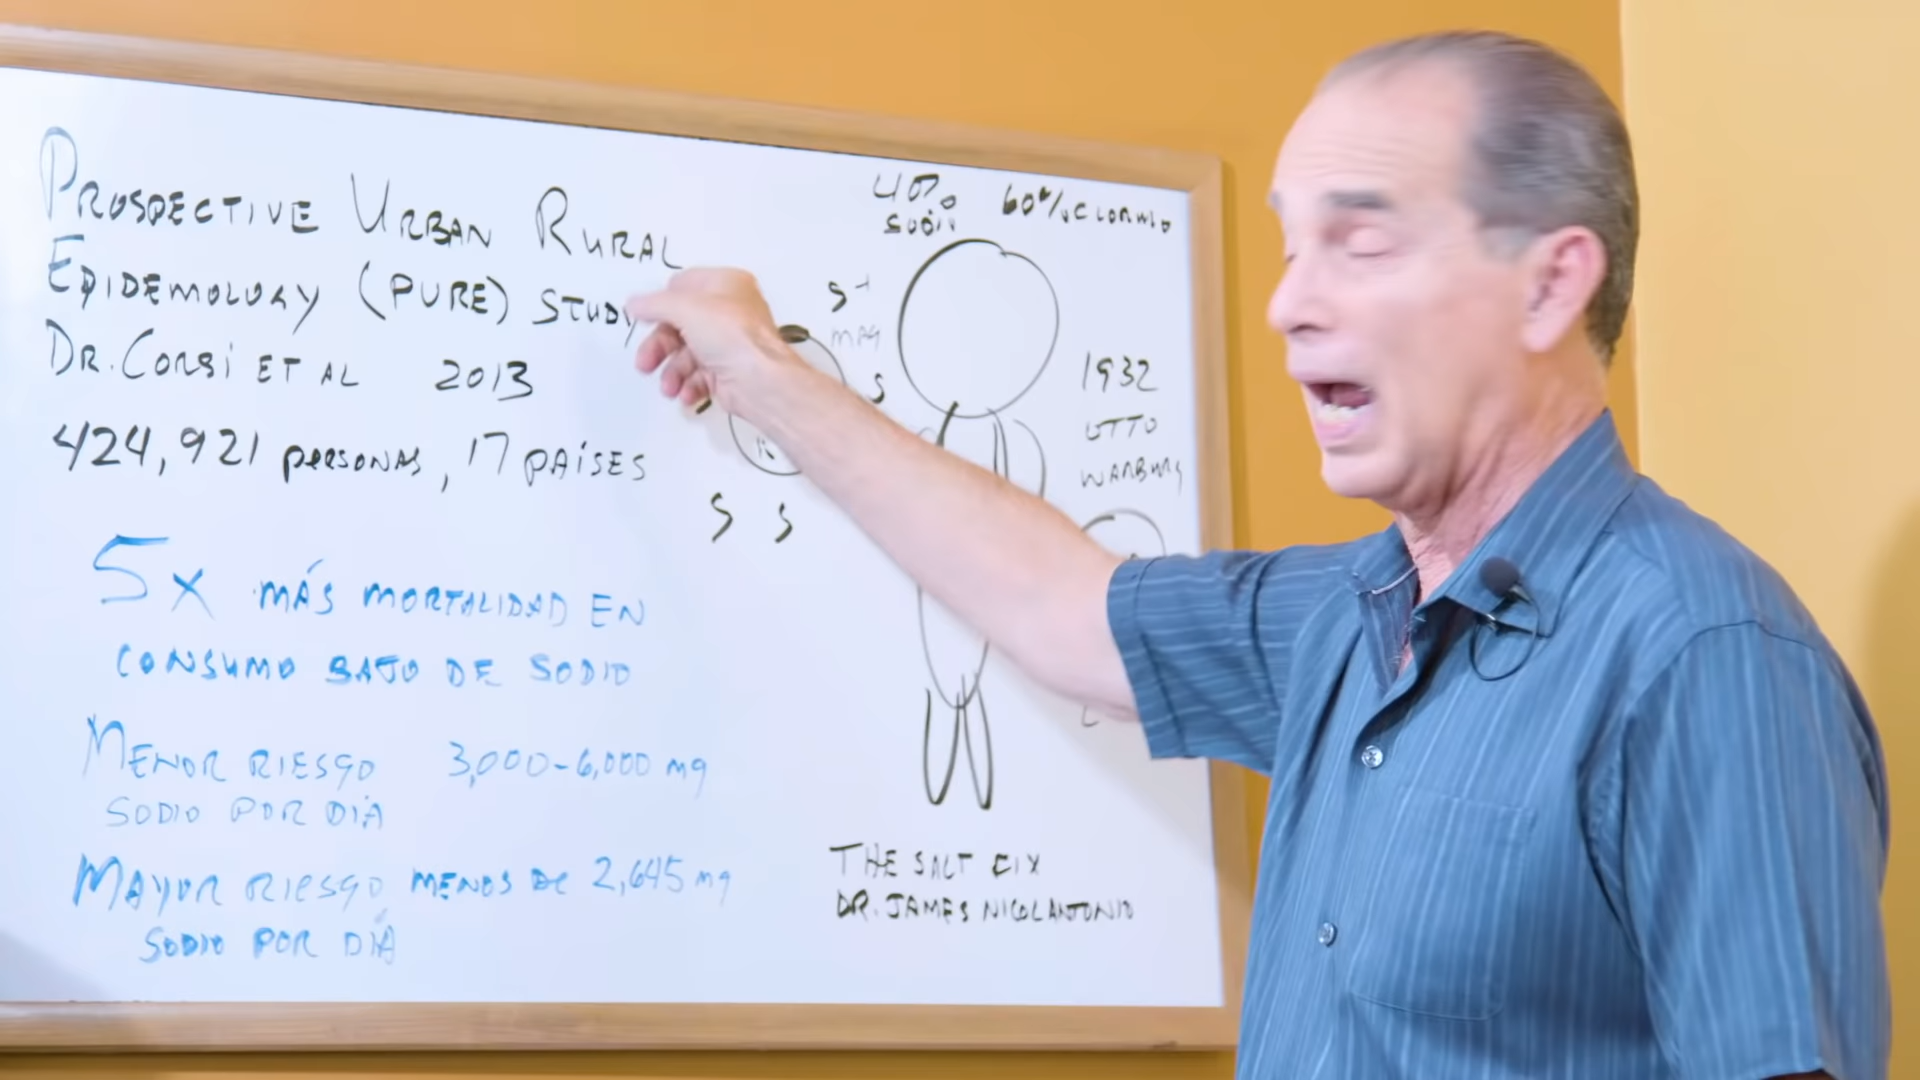 PROSPECTIVE URBAN RURAL
EPIDEMOLOGY (PURE) STUDY
DR. CORSI ET AL 2013
424,921 personas, 17 PAÍSES
5X MÁS MORTALIDAD EN
CONSUMO BAJO DE SODIO
MENOR RIESGO 3,000-6,000 mg
SODIO POR DÍA
MAYOR RIESGO MENOS DE 2,645 mg
SODIO POR DÍA
40%
SODIO
60% CLORURO
S
MAG
S
S S
1932
OTTO
WARBURG
THE SALT FIX
DR. JAMES NICOLANTONIO